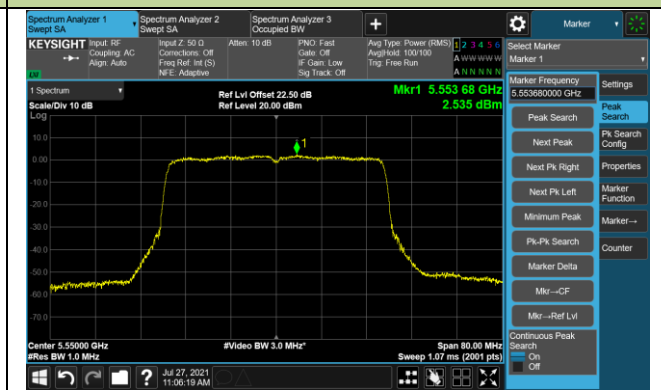 Spectrum Analyzer 1
Swept SA
Spectrum Analyzer 2
Swept SA
Spectrum Analyzer 3
Occupied BW
Marker
KEYSIGHT
Input: RF
Coupling: AC
Align: Auto
Input Z: 50 Ω
Corrections: Off
Freq Ref: Int (S)
NFE: Adaptive
Atten: 10 dB
PNO: Fast
Gate: Off
IF Gain: Low
Sig Track: Off
Avg Type: Power (RMS)
Avg|Hold: 100/100
Trig: Free Run
1 2 3 4 5 6
A W W W W W
A N N N N N
LXI
Select Marker
Marker 1
1 Spectrum
Scale/Div 10 dB
Log
Ref Lvl Offset 22.50 dB
Ref Level 20.00 dBm
Mkr1 5.553 68 GHz
2.535 dBm
1
10.0
0.00
-10.0
-20.0
-30.0
-40.0
-50.0
-60.0
-70.0
Center 5.55000 GHz
#Res BW 1.0 MHz
#Video BW 3.0 MHz*
Span 80.00 MHz
Sweep 1.07 ms (2001 pts)
Marker Frequency
5.553680000 GHz
Peak Search
Next Peak
Next Pk Right
Next Pk Left
Minimum Peak
Pk-Pk Search
Marker Delta
Mkr→CF
Mkr→Ref Lvl
Continuous Peak
Search
On
Off
Settings
Peak
Search
Pk Search
Config
Properties
Marker
Function
Marker→
Counter
?
Jul 27, 2021
11:06:19 AM